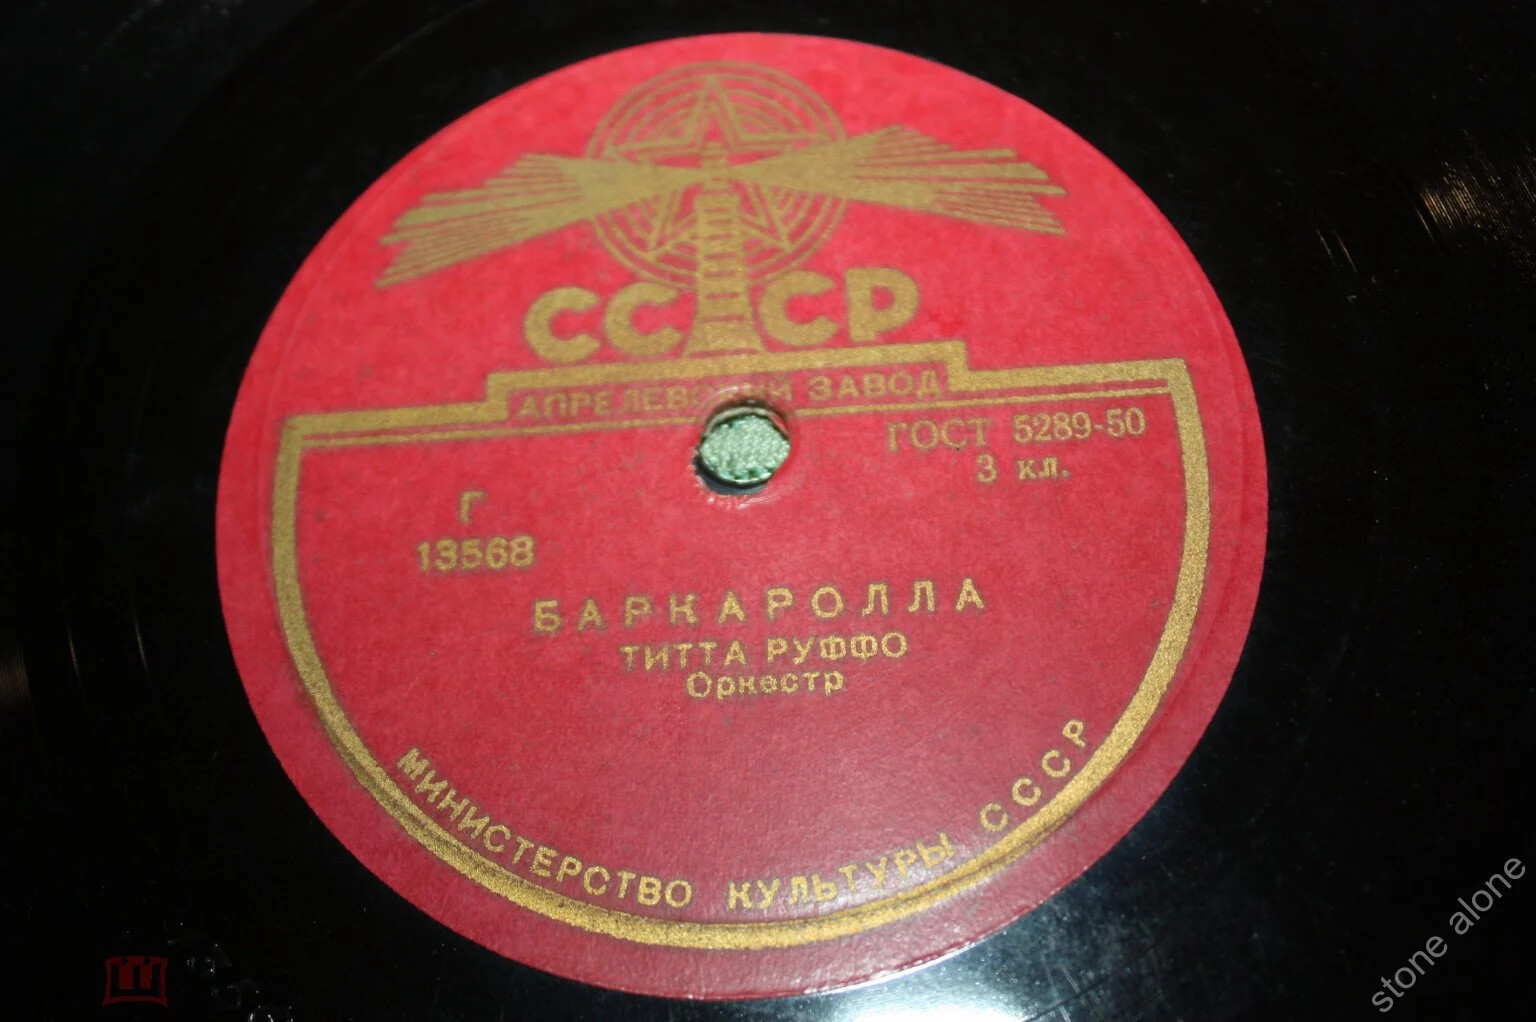 СССР
АПРЕЛЕВСКИЙ ЗАВОД
ГОСТ 5289-50
3 кл.
Г
13568
БАРКАРОЛЛА
ТИТТА РУФФО
Оркестр
МИНИСТЕРСТВО КУЛЬТУРЫ СССР
stone alone